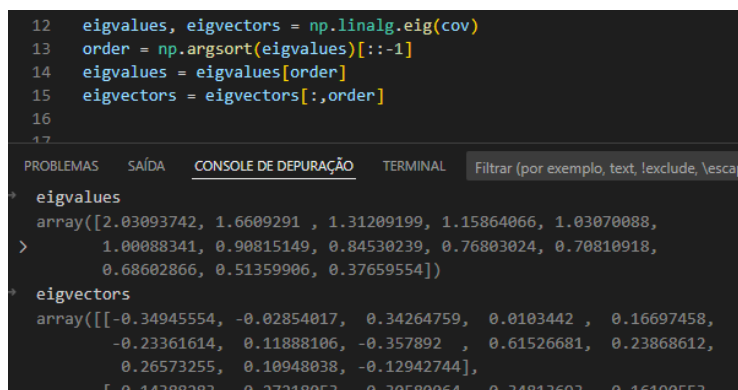 12 eigvalues, eigvectors = np.linalg.eig(cov)
13 order = np.argsort(eigvalues)[::-1]
14 eigvalues = eigvalues[order]
15 eigvectors = eigvectors[:,order]
16
17
PROBLEMAS SAÍDA CONSOLE DE DEPURAÇÃO TERMINAL Filtrar (por exemplo, text, !exclude, \escap
eigvalues
array([2.03093742, 1.6609291 , 1.31209199, 1.15864066, 1.03070088,
> 1.00088341, 0.90815149, 0.84530239, 0.76803024, 0.70810918,
0.68602866, 0.51359906, 0.37659554])
eigvectors
array([[-0.34945554, -0.02854017, 0.34264759, 0.0103442 , 0.16697458,
-0.23361614, 0.11888106, -0.357892 , 0.61526681, 0.23868612,
0.26573255, 0.10948038, -0.12942744],